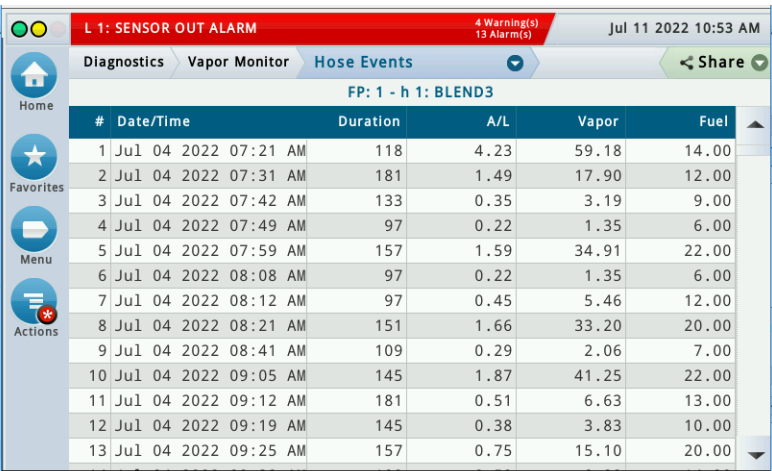 L 1: SENSOR OUT ALARM
4 Warning(s)
13 Alarm(s)
Jul 11 2022 10:53 AM
Diagnostics Vapor Monitor Hose Events Share
FP: 1 - h 1: BLEND3
# Date/Time Duration A/L Vapor Fuel
1 Jul 04 2022 07:21 AM 118 4.23 59.18 14.00
2 Jul 04 2022 07:31 AM 181 1.49 17.90 12.00
3 Jul 04 2022 07:42 AM 133 0.35 3.19 9.00
4 Jul 04 2022 07:49 AM 97 0.22 1.35 6.00
5 Jul 04 2022 07:59 AM 157 1.59 34.91 22.00
6 Jul 04 2022 08:08 AM 97 0.22 1.35 6.00
7 Jul 04 2022 08:12 AM 97 0.45 5.46 12.00
8 Jul 04 2022 08:21 AM 151 1.66 33.20 20.00
9 Jul 04 2022 08:41 AM 109 0.29 2.06 7.00
10 Jul 04 2022 09:05 AM 145 1.87 41.25 22.00
11 Jul 04 2022 09:12 AM 181 0.51 6.63 13.00
12 Jul 04 2022 09:19 AM 145 0.38 3.83 10.00
13 Jul 04 2022 09:25 AM 157 0.75 15.10 20.00
Home
Favorites
Menu
Actions